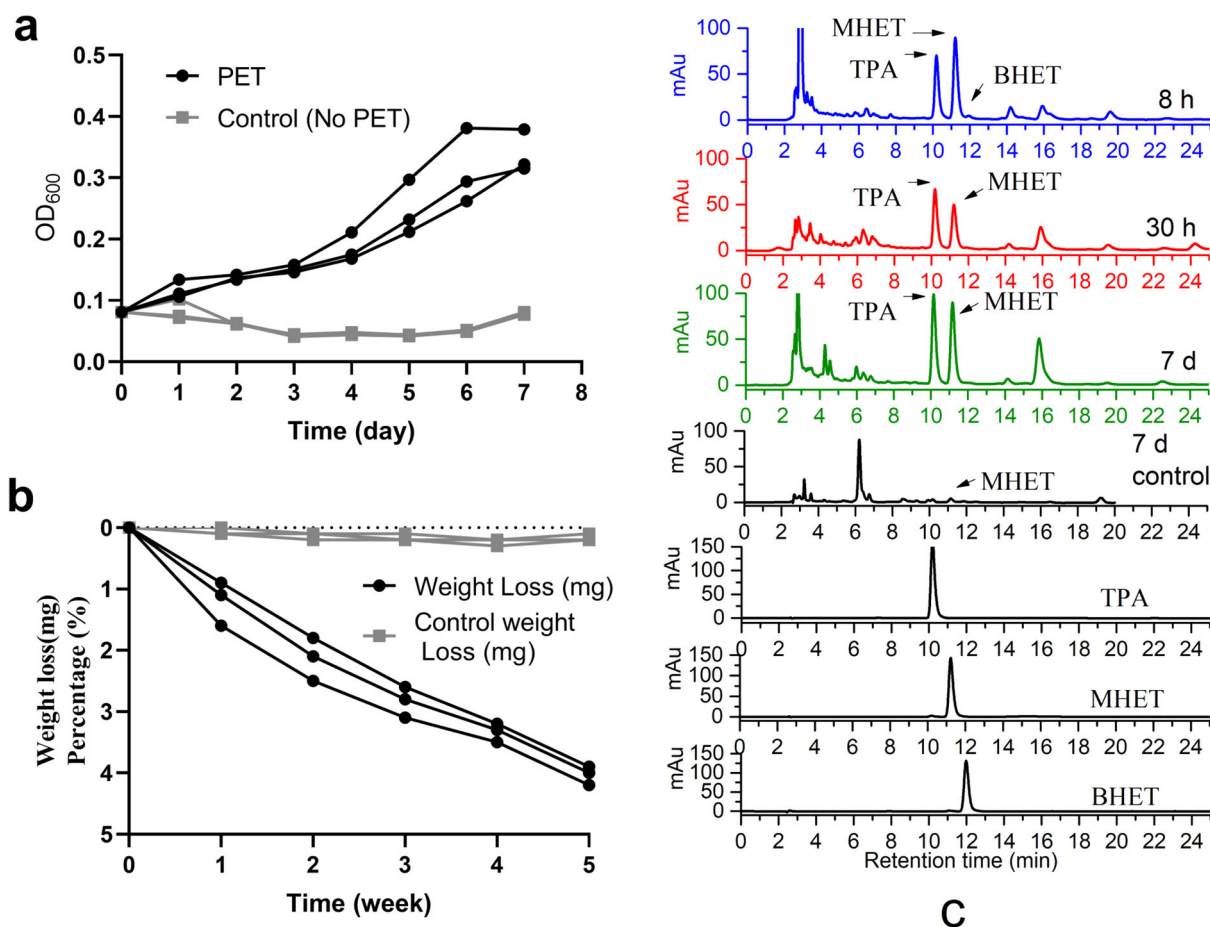 a
0.5
0.4
0.3
0.2
0.1
0.0
OD600
PET
Control (No PET)
0 1 2 3 4 5 6 7 8
Time (day)
b
0
1
2
3
4
5
Weight loss(mg)
Percentage (%)
Weight Loss (mg)
Control weight
Loss (mg)
0 1 2 3 4 5
Time (week)
100
50
0
mAu
MHET
TPA
BHET
8 h
0 2 4 6 8 10 12 14 16 18 20 22 24
100
50
0
mAu
TPA
MHET
30 h
0 2 4 6 8 10 12 14 16 18 20 22 24
100
50
0
mAu
TPA
MHET
7 d
0 2 4 6 8 10 12 14 16 18 20 22 24
100
50
0
mAu
7 d
control
MHET
0 2 4 6 8 10 12 14 16 18 20 22 24
150
100
50
0
mAu
TPA
0 2 4 6 8 10 12 14 16 18 20 22 24
150
100
50
0
mAu
MHET
0 2 4 6 8 10 12 14 16 18 20 22 24
150
100
50
0
mAu
BHET
0 2 4 6 8 10 12 14 16 18 20 22 24
Retention time (min)
c